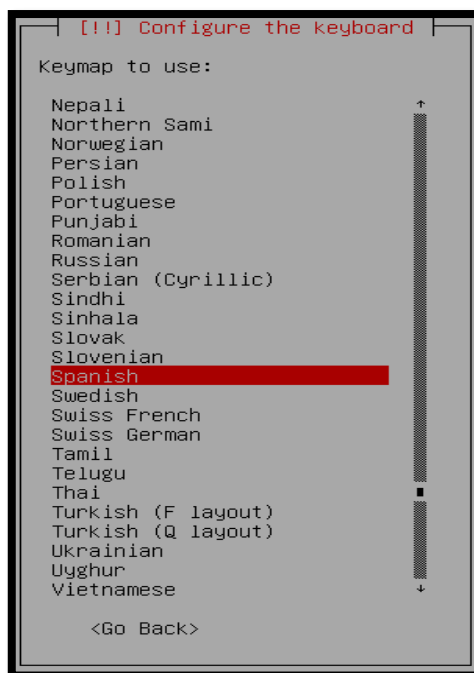 [!!] Configure the keyboard
Keymap to use:
Nepali
Northern Sami
Norwegian
Persian
Polish
Portuguese
Punjabi
Romanian
Russian
Serbian (Cyrillic)
Sindhi
Sinhala
Slovak
Slovenian
Spanish
Swedish
Swiss French
Swiss German
Tamil
Telugu
Thai
Turkish (F layout)
Turkish (Q layout)
Ukrainian
Uyghur
Vietnamese
<Go Back>